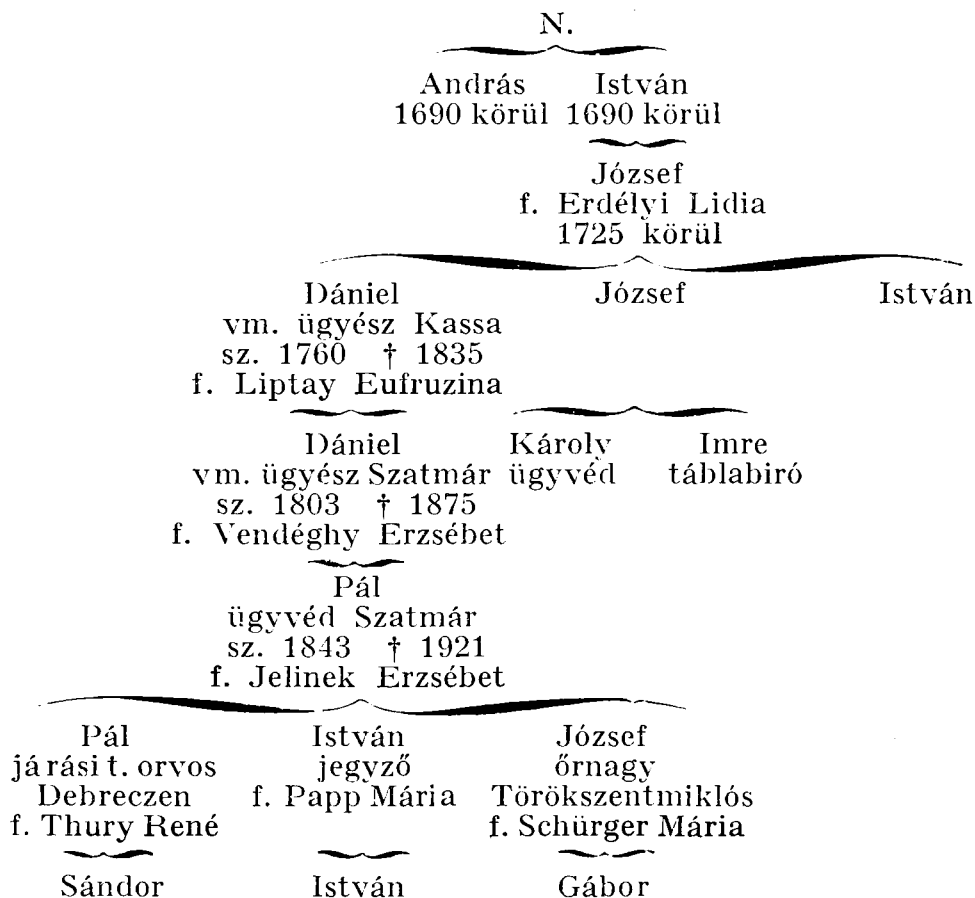 N.
András István
1690 körül 1690 körül
József
f. Erdélyi Lidia
1725 körül
Dániel József István
vm. ügyész Kassa
sz. 1760 † 1835
f. Liptay Eufruzina
Dániel Károly Imre
vm. ügyész Szatmár ügyvéd táblabiró
sz. 1803 † 1875
f. Vendéghy Erzsébet
Pál
ügyvéd Szatmár
sz. 1843 † 1921
f. Jelinek Erzsébet
Pál István József
járási t. orvos jegyző őrnagy
Debreczen f. Papp Mária Törökszentmiklós
f. Thury René f. Schürger Mária
Sándor István Gábor